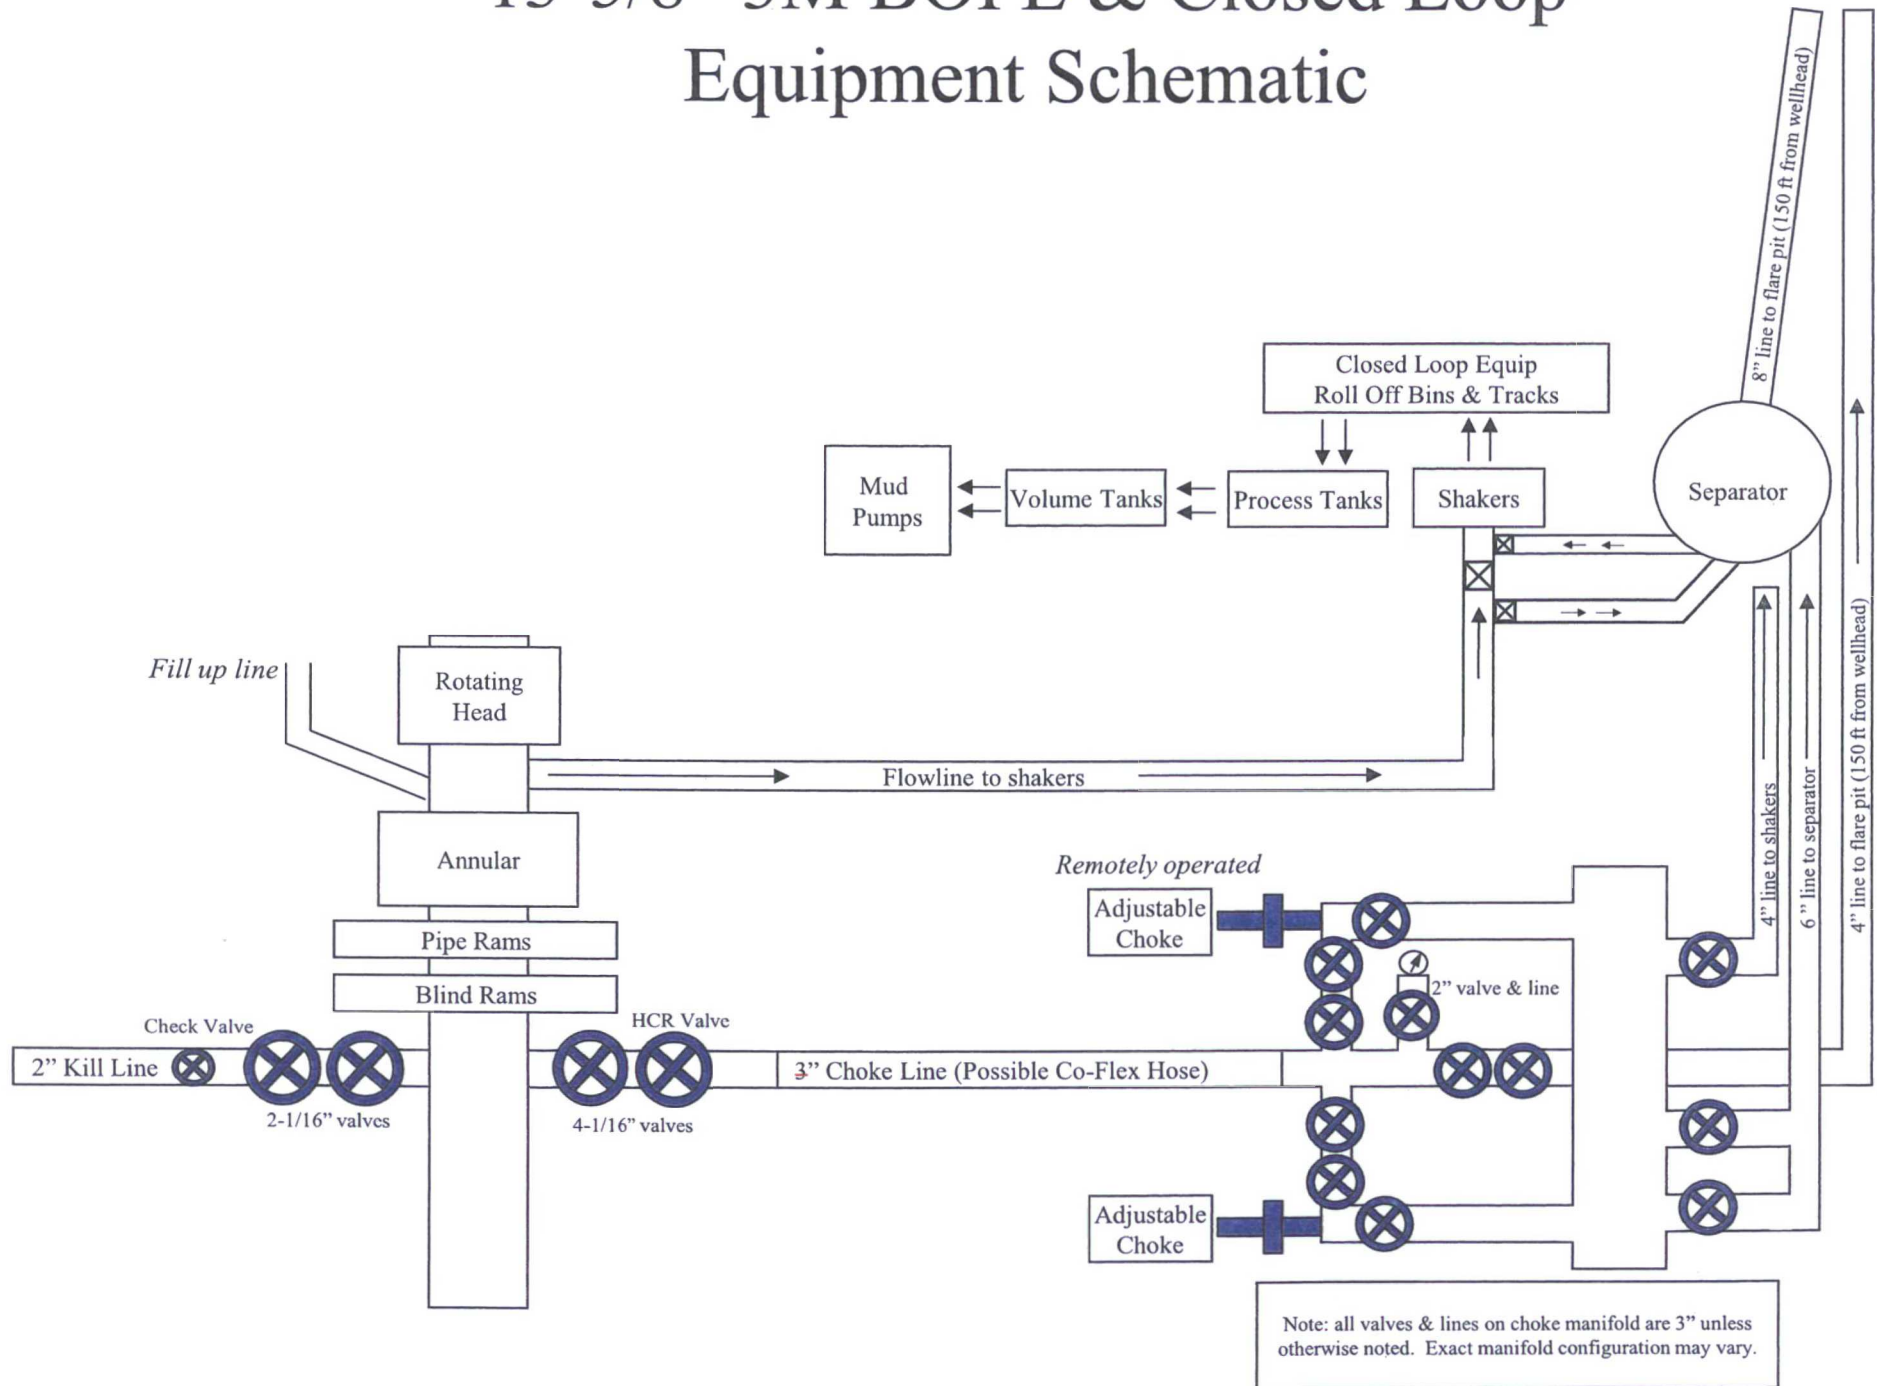 Equipment Schematic
8” line to flare pit (150 ft from wellhead)
Closed Loop Equip
Roll Off Bins & Tracks
Mud
Pumps
Volume Tanks
Process Tanks
Shakers
Separator
Fill up line
Rotating
Head
Flowline to shakers
Annular
Pipe Rams
Blind Rams
Check Valve
2” Kill Line
2-1/16” valves
HCR Valve
4-1/16” valves
3” Choke Line (Possible Co-Flex Hose)
Remotely operated
Adjustable
Choke
2” valve & line
Adjustable
Choke
4” line to shakers
6 ” line to separator
4” line to flare pit (150 ft from wellhead)
Note: all valves & lines on choke manifold are 3” unless
otherwise noted.  Exact manifold configuration may vary.